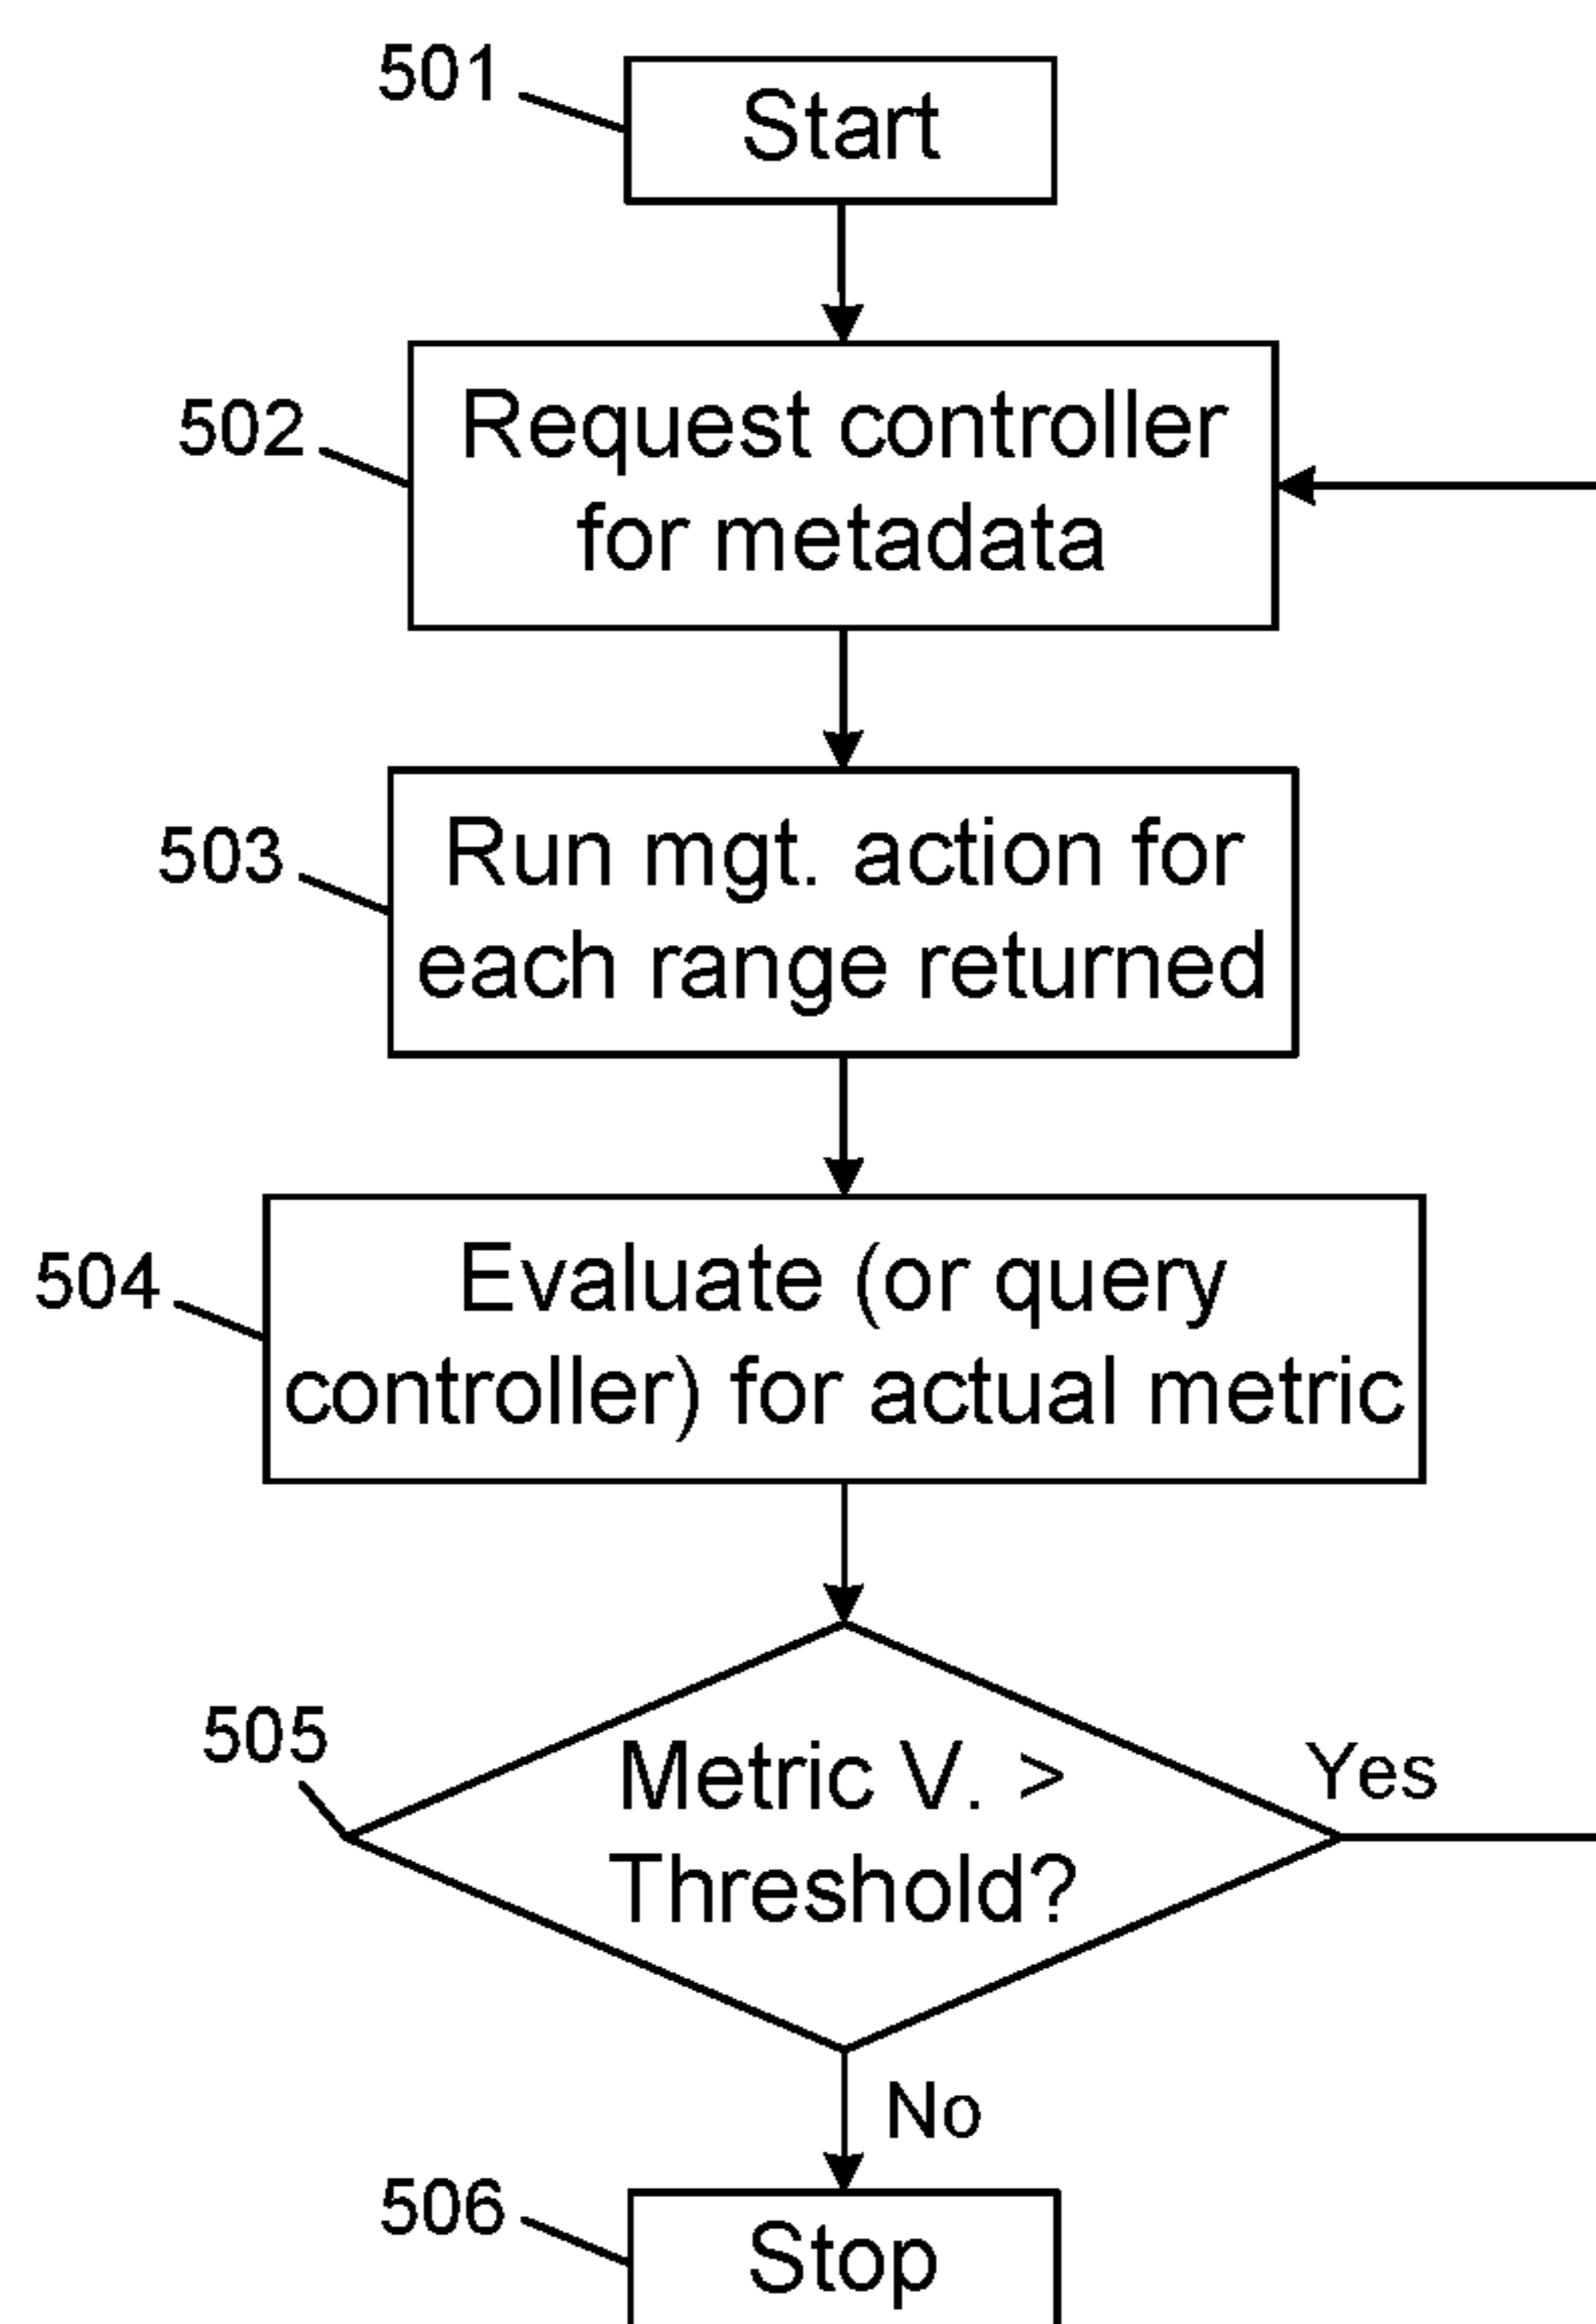 501
Start
502
Request controller
for metadata
503
Run mgt. action for
each range returned
504
Evaluate (or query
controller) for actual metric
505
Metric V. >
Threshold?
Yes
No
506
Stop